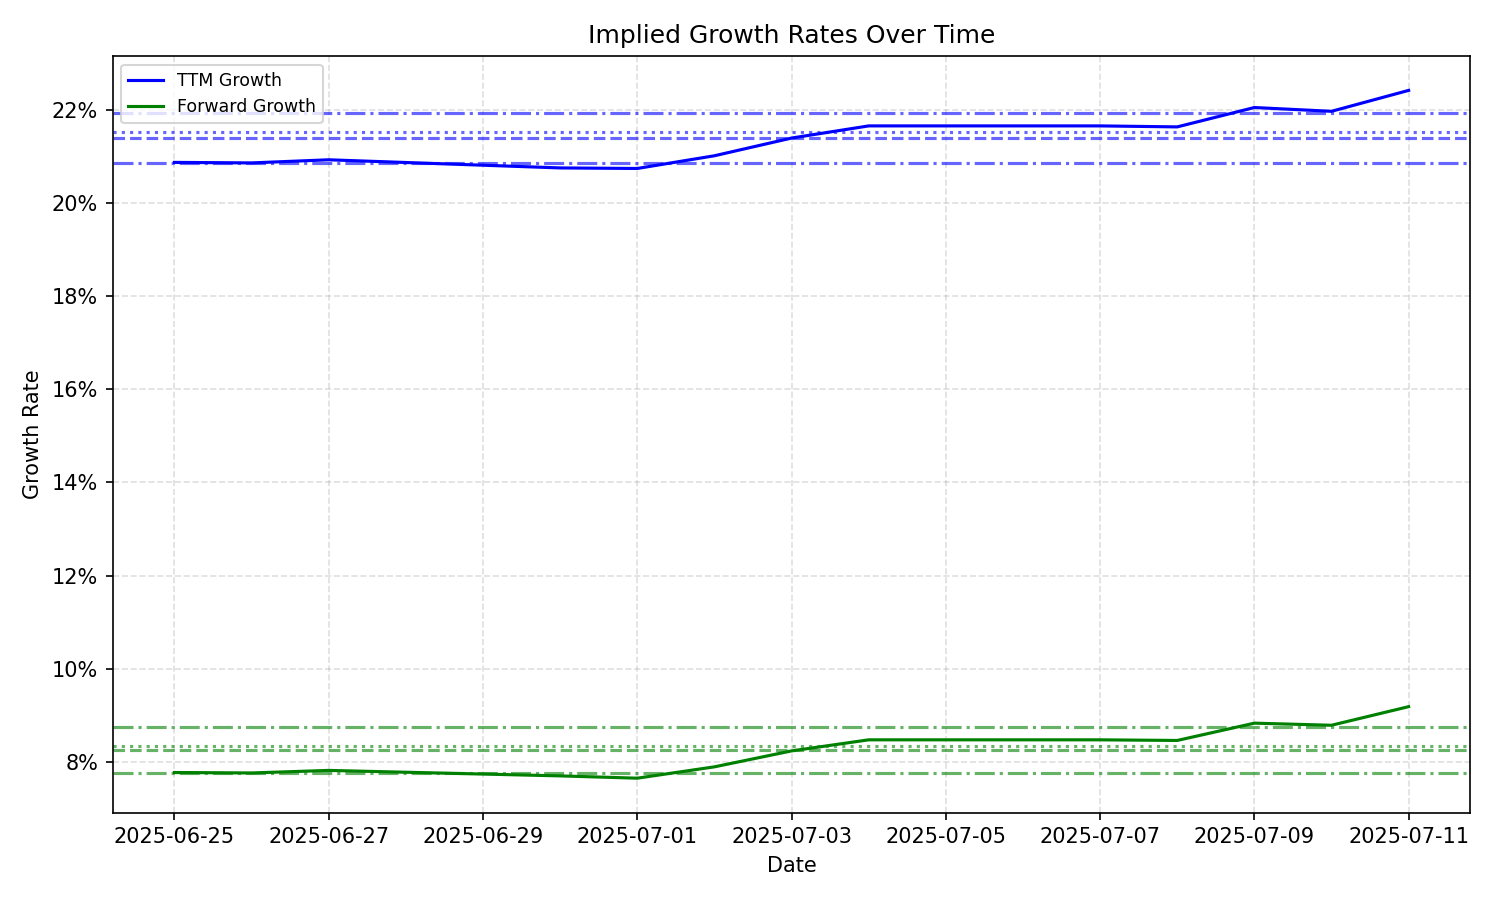 Implied Growth Rates Over Time
TTM Growth
Forward Growth
Growth Rate
22%
20%
18%
16%
14%
12%
10%
8%
2025-06-25 2025-06-27 2025-06-29 2025-07-01 2025-07-03 2025-07-05 2025-07-07 2025-07-09 2025-07-11
Date